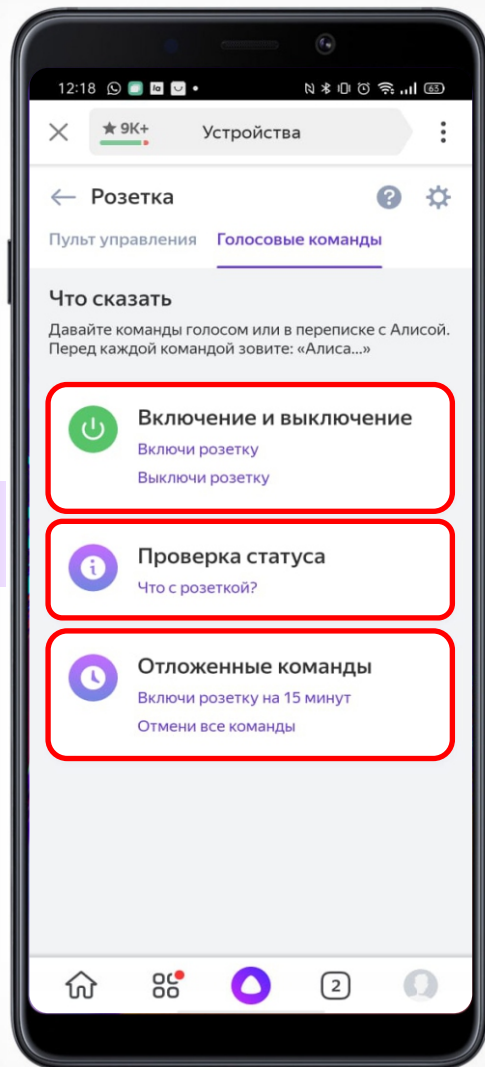 12:18
63
★ 9K+ Устройства
Розетка
Пульт управления Голосовые команды
Что сказать
Давайте команды голосом или в переписке с Алисой.
Перед каждой командой зовите: «Алиса...»
Включение и выключение
Включи розетку
Выключи розетку
Проверка статуса
Что с розеткой?
Отложенные команды
Включи розетку на 15 минут
Отмени все команды
2